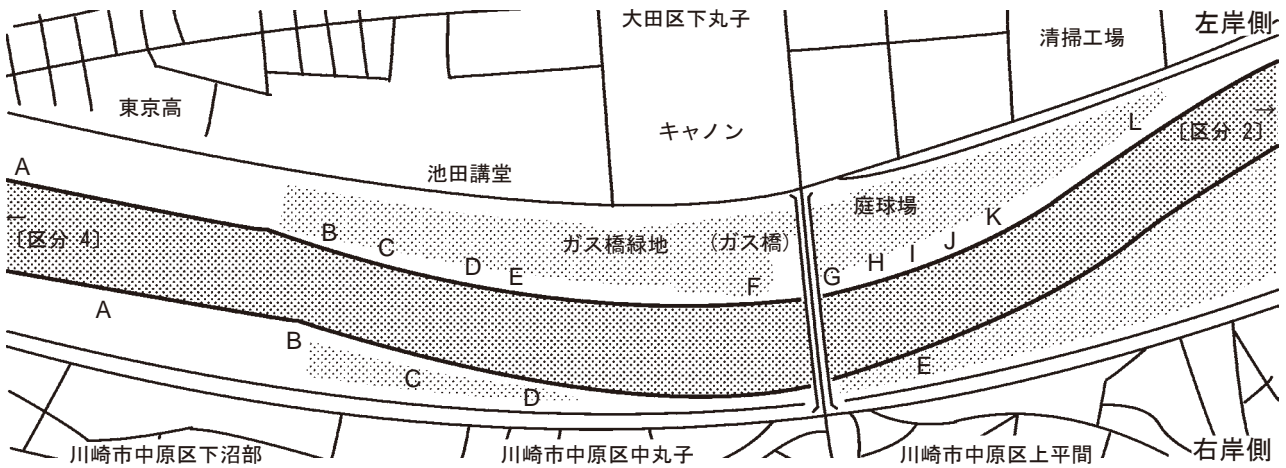 大田区下丸子
左岸側
清掃工場
東京高
キャノン
→
〔区分 2〕
L
A
池田講堂
庭球場
K
B
C
ガス橋緑地
(ガス橋)
J
I
H
G
D
E
F
←
〔区分 4〕
A
B
C
D
E
川崎市中原区下沼部
川崎市中原区中丸子
川崎市中原区上平間
右岸側